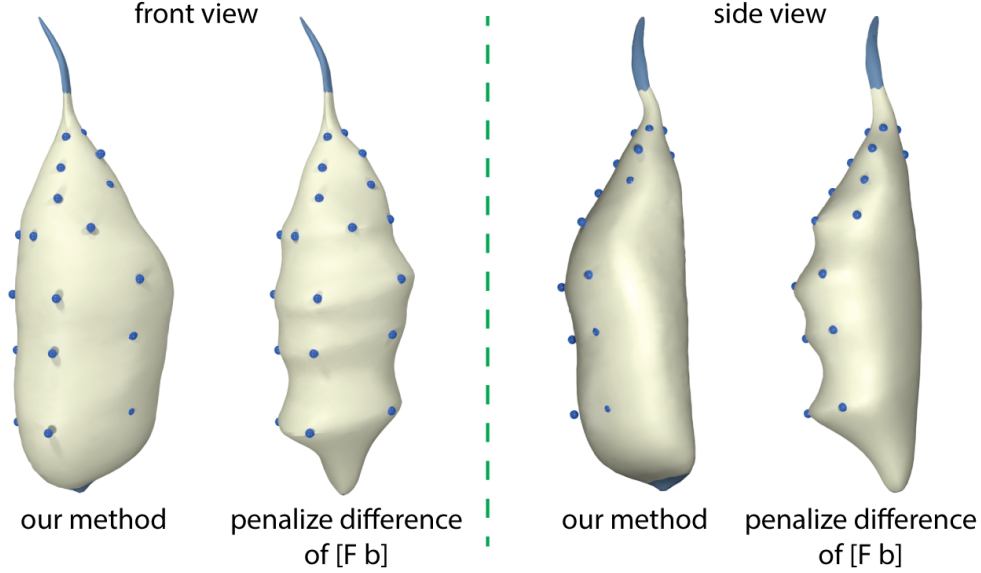 front view
side view
our method
penalize difference
of [F b]
our method
penalize difference
of [F b]